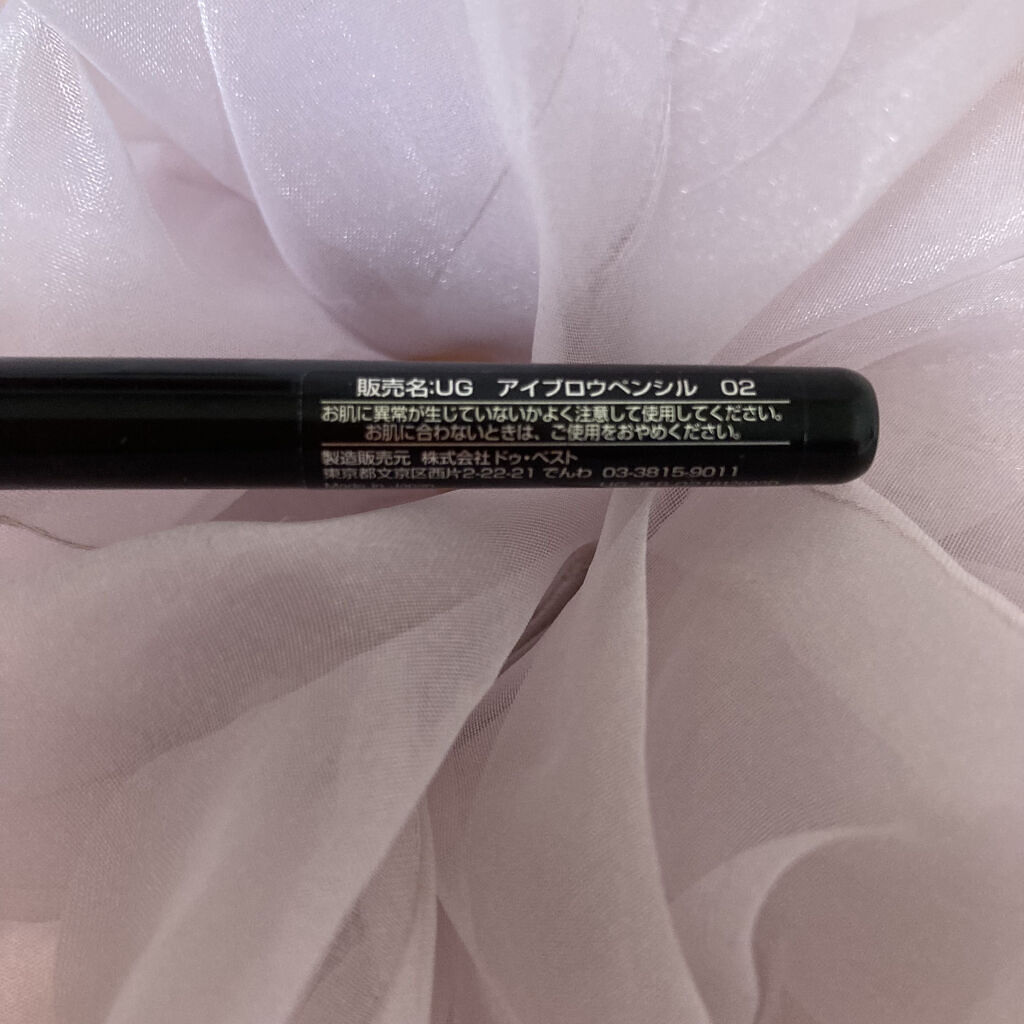 販売名:UG アイブロウペンシル 02
お肌に異常が生じていないかよく注意して使用してください。
お肌に合わないときは、ご使用をおやめください。
製造販売元 株式会社ドゥ・ベスト
東京都文京区西片2-22-21 でんわ 03-3815-9011
Made in Japan